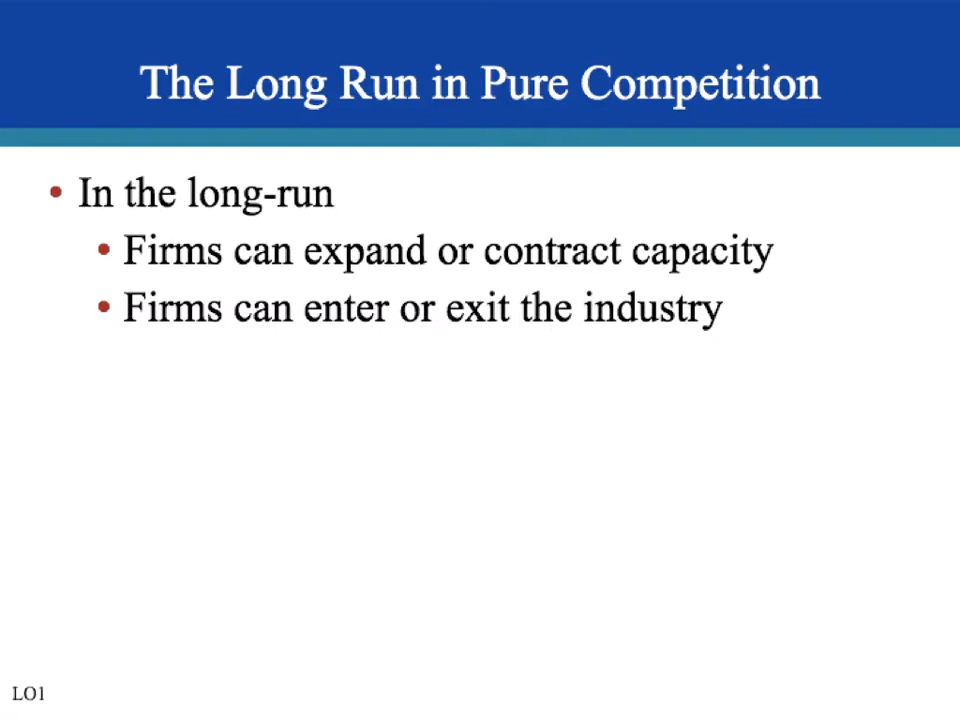 The Long Run in Pure Competition
• In the long-run
• Firms can expand or contract capacity
• Firms can enter or exit the industry
LO1